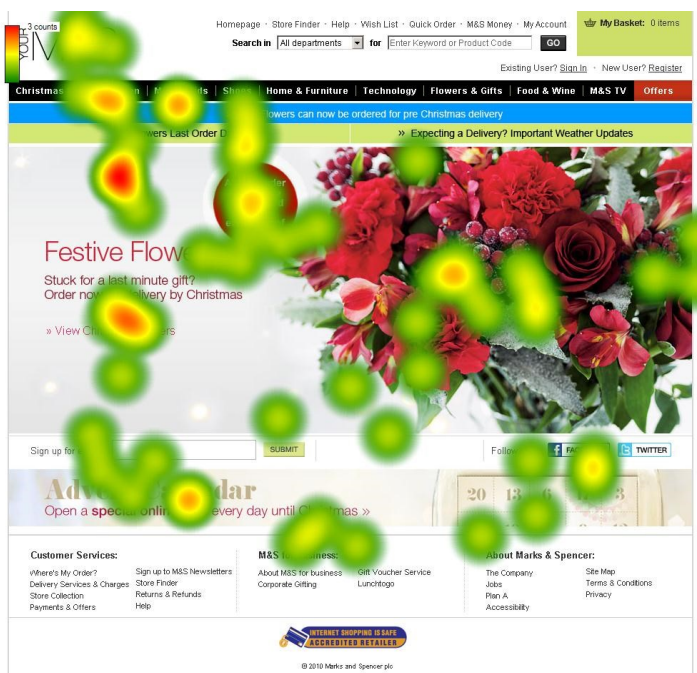 3 counts
YOUR
Homepage · Store Finder · Help · Wish List · Quick Order · M&S Money · My Account
My Basket: 0 items
Search in All departments for Enter Keyword or Product Code GO
Existing User? Sign In · New User? Register
Christmas Home & Furniture Technology Flowers & Gifts Food & Wine M&S TV Offers
can now be ordered for pre Christmas delivery
Last Order
» Expecting a Delivery? Important Weather Updates
Festive
Stuck for a last minute gift?
Order by Christmas
» View
Sign up for
SUBMIT
TWITTER
20 13
Open a every day until
Customer Services:
M&S
About Marks & Spencer:
Where's My Order?
Delivery Services & Charges
Store Collection
Payments & Offers
Sign up to M&S Newsletters
Store Finder
Returns & Refunds
Help
About M&S for business
Corporate Gifting
Gift Voucher Service
Lunchtogo
The Company
Jobs
Plan A
Accessibility
Site Map
Terms & Conditions
Privacy
INTERNET SHOPPING IS SAFE
ACCREDITED RETAILER
© 2010 Marks and Spencer plc